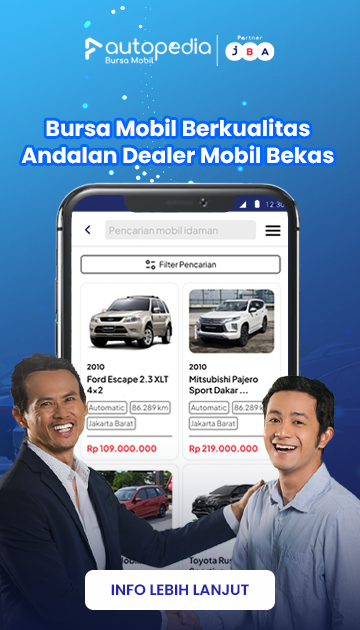 autopedia
Bursa Mobil
Partner
JBA
Bursa Mobil Berkualitas
Andalan Dealer Mobil Bekas
12:30
Pencarian mobil idaman
Filter Pencarian
2010
Ford Escape 2.3 XLT
4x2
Automatic
86.289 km
Jakarta Barat
Rp 109.000.000
2010
Mitsubishi Pajero
Sport Dakar ...
Automatic
86.289 k
Jakarta Barat
Rp 219.000.000
Toyota Rus
INFO LEBIH LANJUT